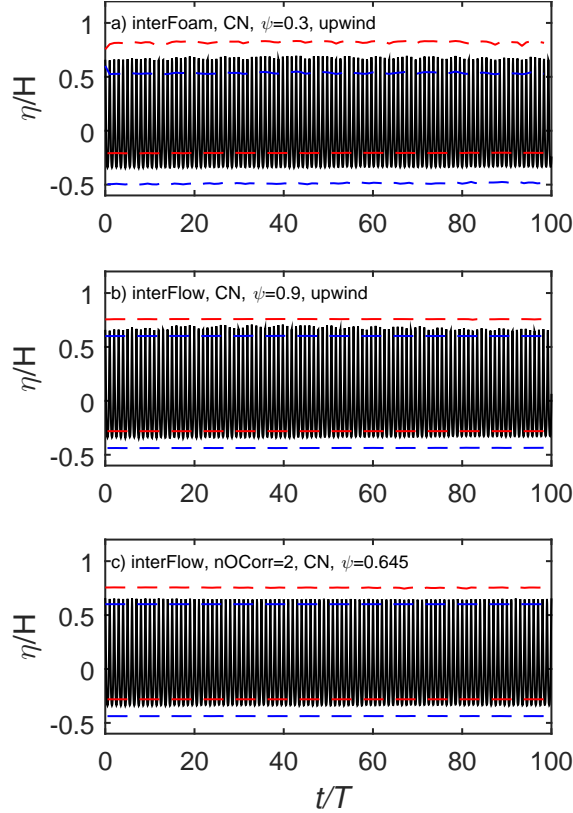 a) interFoam, CN, ψ=0.3, upwind
1
0.5
0
-0.5
η/H
0 20 40 60 80 100
b) interFlow, CN, ψ=0.9, upwind
1
0.5
0
-0.5
η/H
0 20 40 60 80 100
c) interFlow, nOCorr=2, CN, ψ=0.645
1
0.5
0
-0.5
η/H
0 20 40 60 80 100
t/T